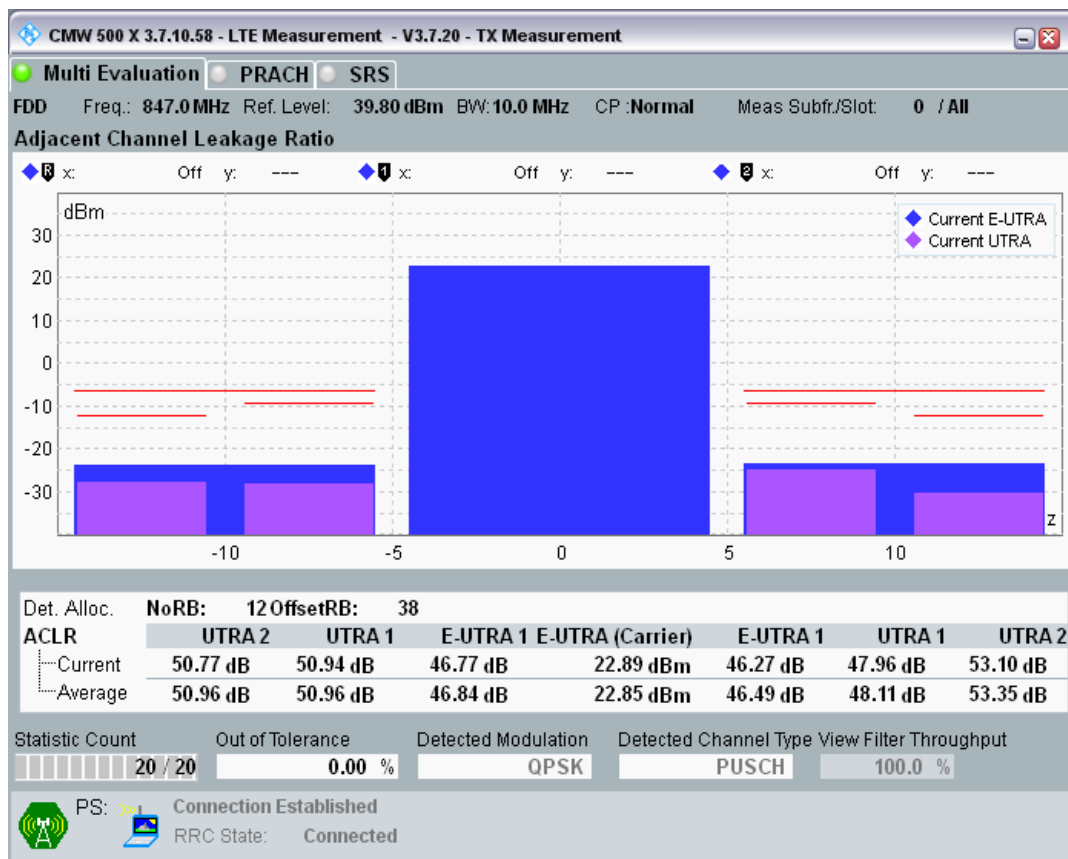 CMW 500 X 3.7.10.58 - LTE Measurement - V3.7.20 - TX Measurement
Multi Evaluation PRACH SRS
FDD Freq.: 847.0 MHz Ref. Level: 39.80 dBm BW: 10.0 MHz CP :Normal Meas Subfr./Slot: 0 / All
Adjacent Channel Leakage Ratio
R x: Off y: --- 1 x: Off y: --- 2 x: Off y: ---
dBm
Current E-UTRA
Current UTRA
30
20
10
0
-10
-20
-30
z
-10 -5 0 5 10
Det. Alloc. NoRB: 12 OffsetRB: 38
ACLR UTRA 2 UTRA 1 E-UTRA 1 E-UTRA (Carrier) E-UTRA 1 UTRA 1 UTRA 2
Current 50.77 dB 50.94 dB 46.77 dB 22.89 dBm 46.27 dB 47.96 dB 53.10 dB
Average 50.96 dB 50.96 dB 46.84 dB 22.85 dBm 46.49 dB 48.11 dB 53.35 dB
Statistic Count Out of Tolerance Detected Modulation Detected Channel Type View Filter Throughput
20 / 20 0.00 % QPSK PUSCH 100.0 %
PS: Connection Established
RRC State: Connected